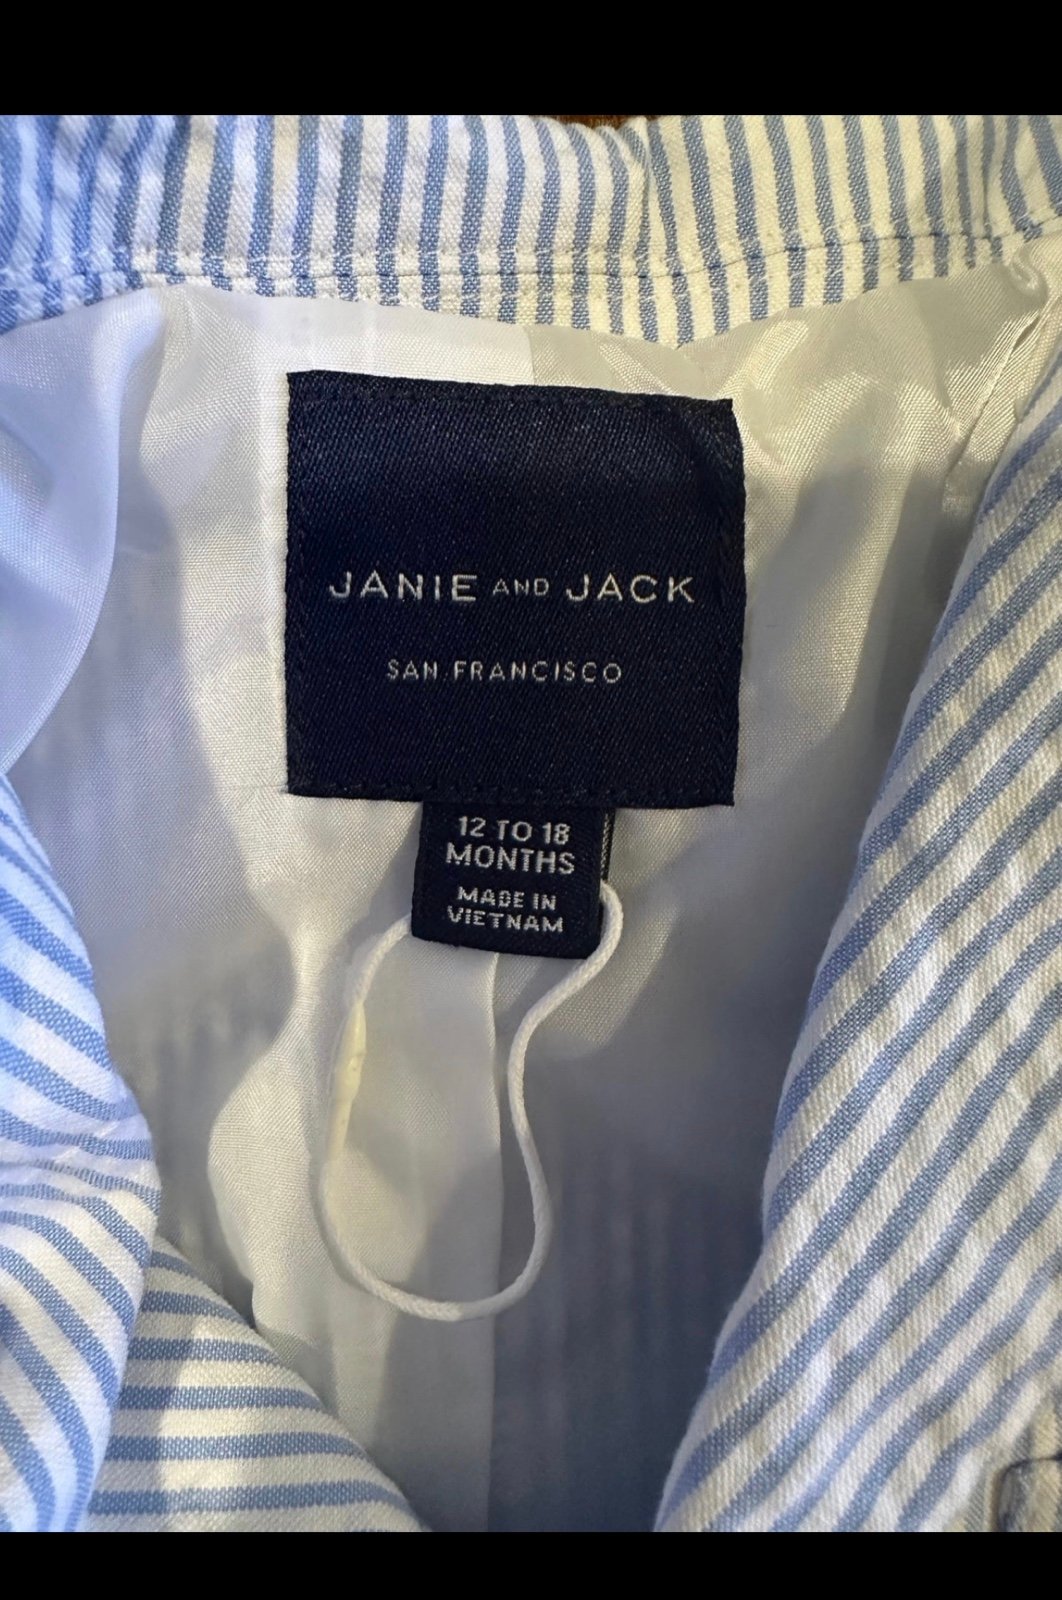 JANIE AND JACK
SAN FRANCISCO
12 TO 18
MONTHS
MADE IN
VIETNAM